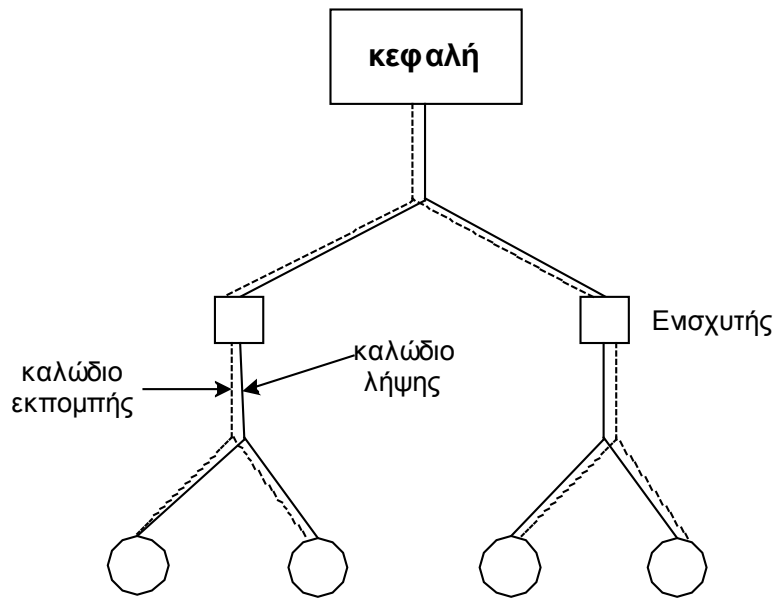 κεφαλή
Ενισχυτής
καλώδιο
εκπομπής
καλώδιο
λήψης